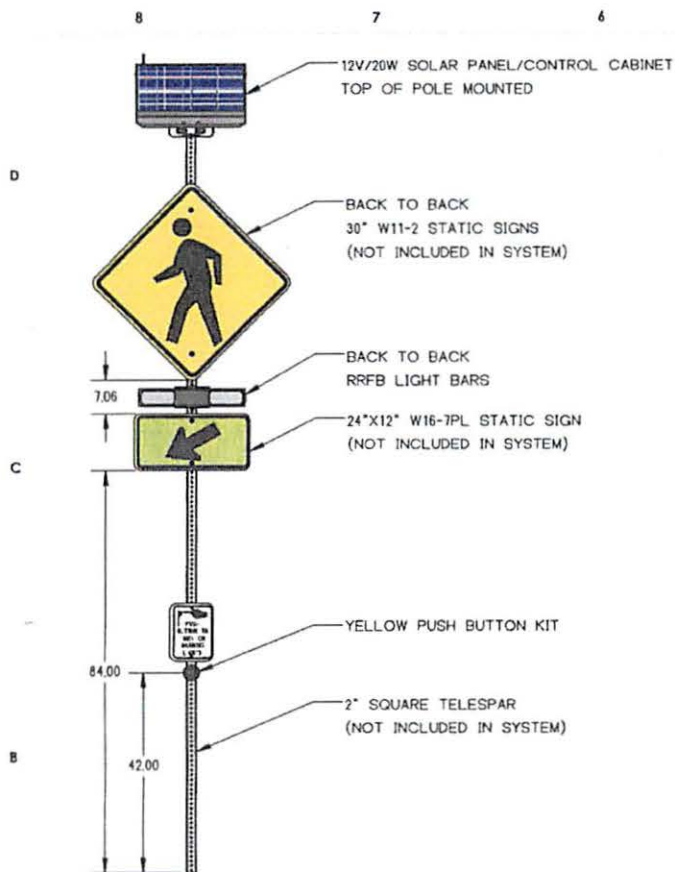 8 7 6
12V/20W SOLAR PANEL/CONTROL CABINET
TOP OF POLE MOUNTED
D
BACK TO BACK
30" W11-2 STATIC SIGNS
(NOT INCLUDED IN SYSTEM)
BACK TO BACK
RRFB LIGHT BARS
7.06
24"X12" W16-7PL STATIC SIGN
(NOT INCLUDED IN SYSTEM)
C
YELLOW PUSH BUTTON KIT
84.00
2" SQUARE TELESPAR
(NOT INCLUDED IN SYSTEM)
B
42.00